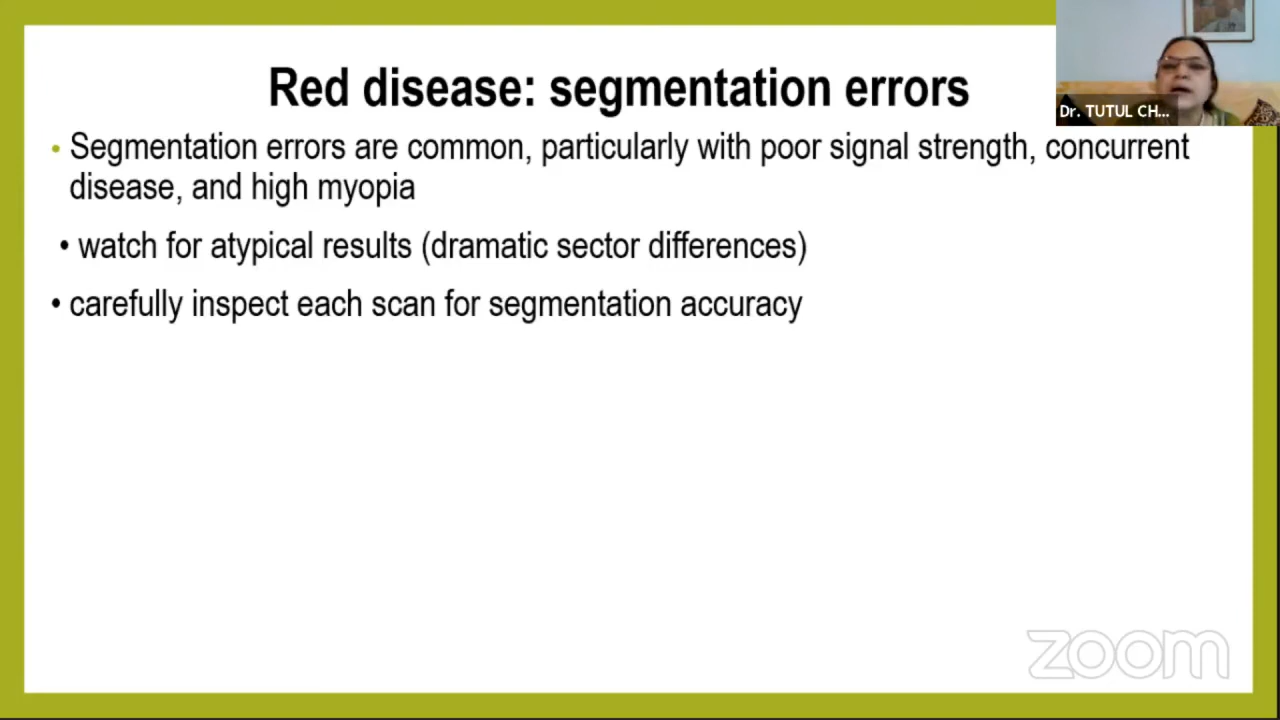 Red disease: segmentation errors
Dr. TUTUL CH...
• Segmentation errors are common, particularly with poor signal strength, concurrent
disease, and high myopia
• watch for atypical results (dramatic sector differences)
• carefully inspect each scan for segmentation accuracy
zoom